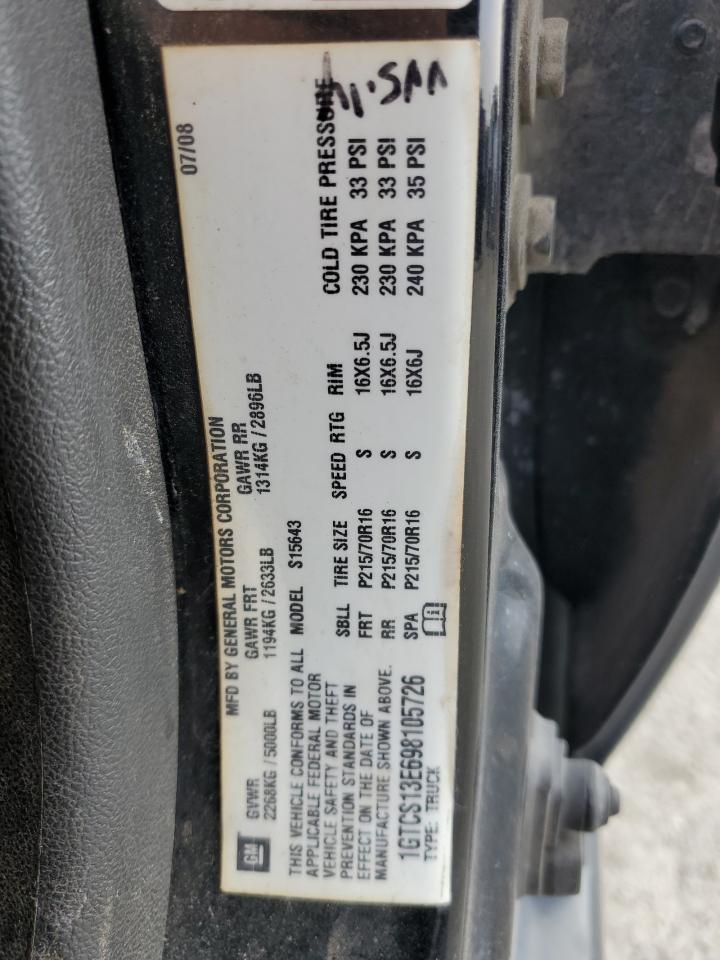 MFD BY GENERAL MOTORS CORPORATION
07/08
GVWR
GAWR FRT
GAWR RR
2268KG / 5000LB
1194KG / 2633LB
1314KG / 2896LB
GM
THIS VEHICLE CONFORMS TO ALL
APPLICABLE FEDERAL MOTOR
VEHICLE SAFETY AND THEFT
PREVENTION STANDARDS IN
EFFECT ON THE DATE OF
MANUFACTURE SHOWN ABOVE.
1GTCS13E698105726
TYPE: TRUCK
MODEL S15643
SBLL TIRE SIZE SPEED RTG RIM COLD TIRE PRESSURE
FRT P215/70R16 S 16X6.5J 230 KPA 33 PSI
RR P215/70R16 S 16X6.5J 230 KPA 33 PSI
SPA P215/70R16 S 16X6J 240 KPA 35 PSI